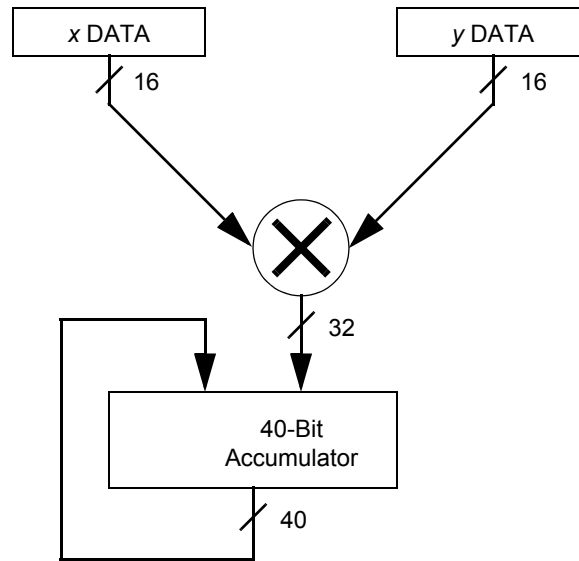 x DATA
y DATA
16
16
32
40-Bit
Accumulator
40